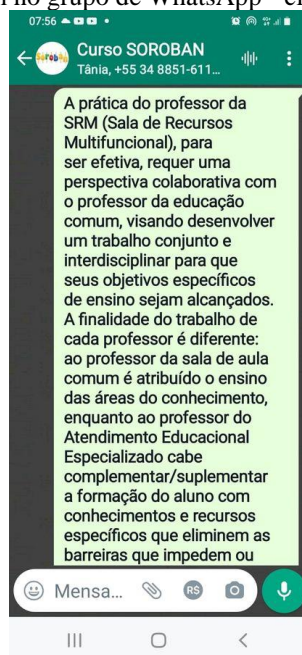 no grupo de WhatsApp
07:56
Curso SOROBAN
Tânia, +55 34 8851-611...
A prática do professor da
SRM (Sala de Recursos
Multifuncional), para
ser efetiva, requer uma
perspectiva colaborativa com
o professor da educação
comum, visando desenvolver
um trabalho conjunto e
interdisciplinar para que
seus objetivos específicos
de ensino sejam alcançados.
A finalidade do trabalho de
cada professor é diferente:
ao professor da sala de aula
comum é atribuído o ensino
das áreas do conhecimento,
enquanto ao professor do
Atendimento Educacional
Especializado cabe
complementar/suplementar
a formação do aluno com
conhecimentos e recursos
específicos que eliminem as
barreiras que impedem ou
Mensa...
R$